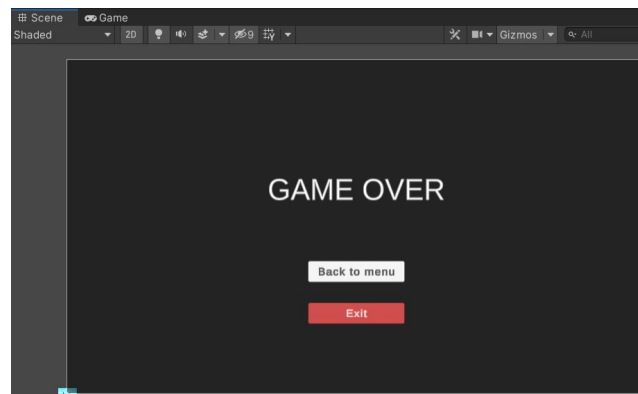 Scene Game
Shaded 2D 9 Gizmos All
GAME OVER
Back to menu
Exit